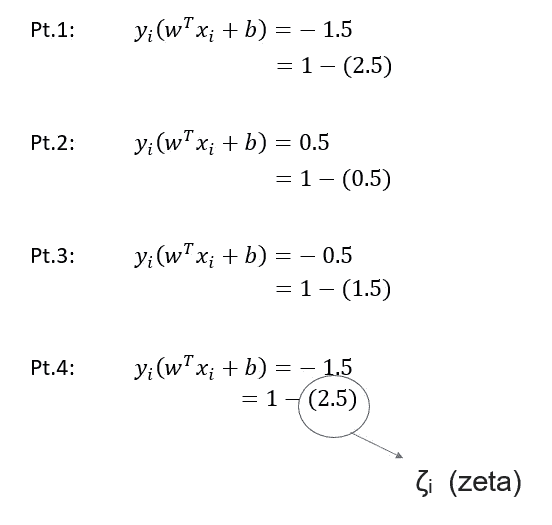 Pt.1: yᵢ(wᵀxᵢ + b) = − 1.5
= 1 − (2.5)
Pt.2: yᵢ(wᵀxᵢ + b) = 0.5
= 1 − (0.5)
Pt.3: yᵢ(wᵀxᵢ + b) = − 0.5
= 1 − (1.5)
Pt.4: yᵢ(wᵀxᵢ + b) = − 1.5
= 1 − (2.5)
ζᵢ (zeta)